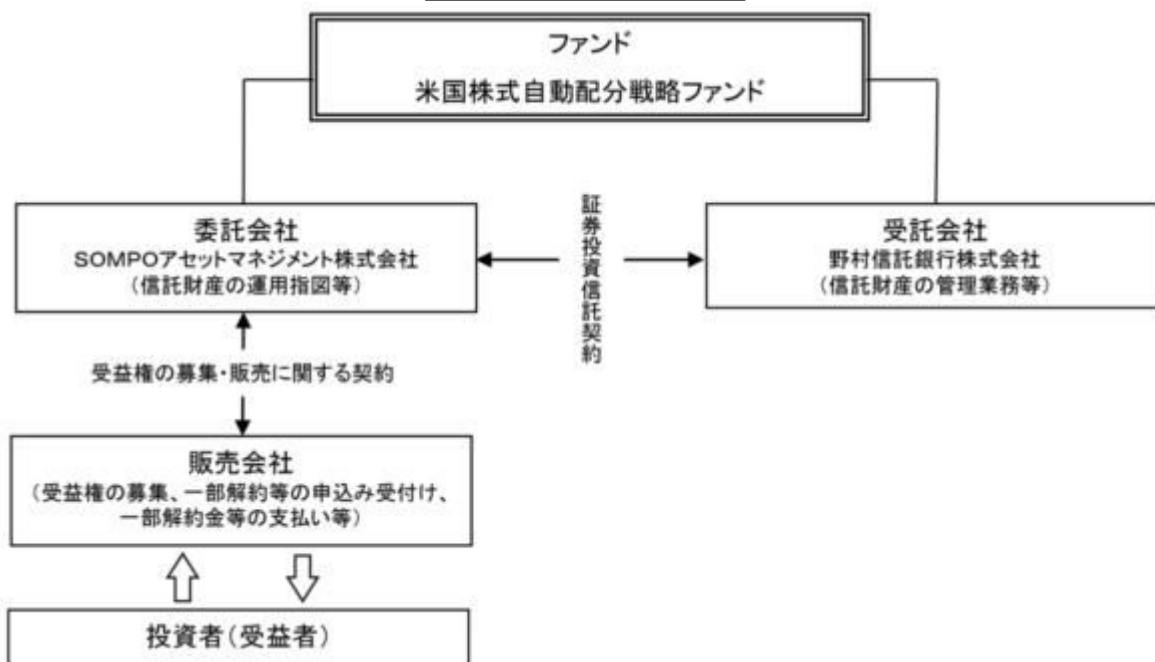 ファンド
米国株式自動配分戦略ファンド
委託会社
SOMPOアセットマネジメント株式会社
（信託財産の運用指図等）
証券投資信託契約
受託会社
野村信託銀行株式会社
（信託財産の管理業務等）
受益権の募集・販売に関する契約
販売会社
（受益権の募集、一部解約等の申込み受付け、
一部解約金等の支払い等）
投資者（受益者）